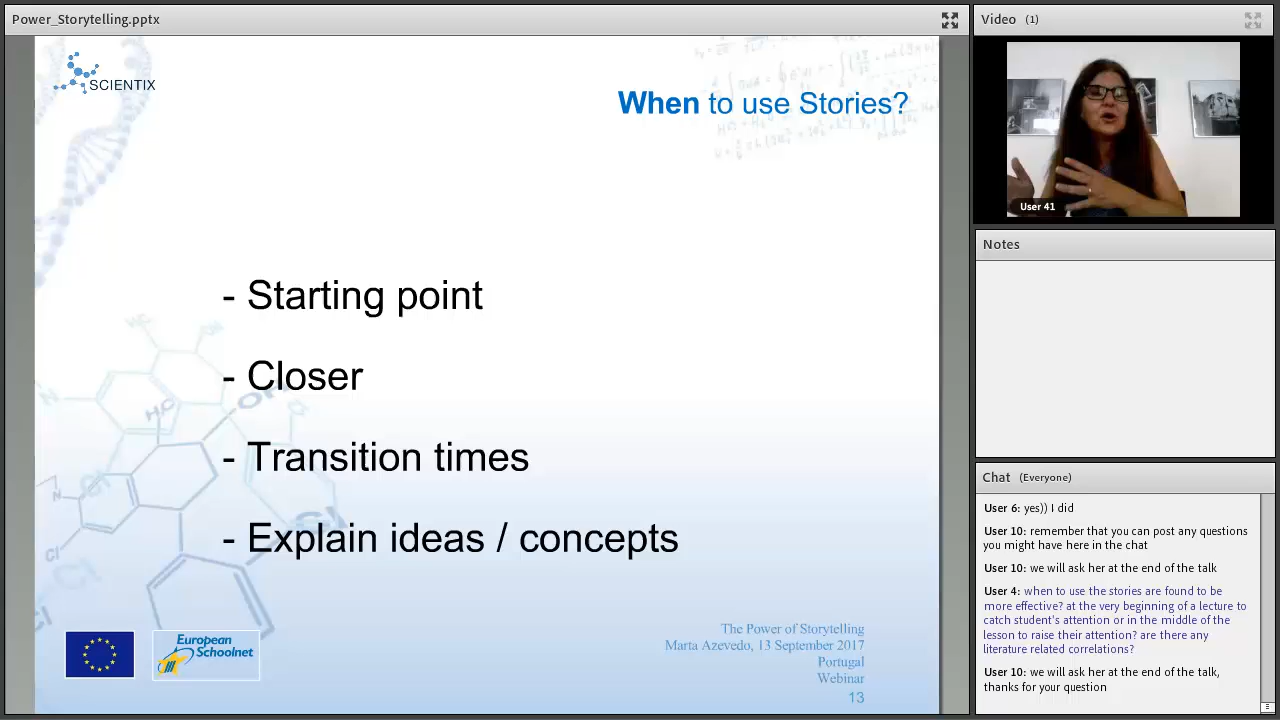 Power_Storytelling.pptx
SCIENTIX
When to use Stories?
- Starting point
- Closer
- Transition times
- Explain ideas / concepts
European
Schoolnet
The Power of Storytelling
Marta Azevedo, 13 September 2017
Portugal
Webinar
13
Video (1)
User 41
Notes
Chat (Everyone)
User 6: yes)) I did
User 10: remember that you can post any questions
you might have here in the chat
User 10: we will ask her at the end of the talk
User 4: when to use the stories are found to be
more effective? at the very beginning of a lecture to
catch student's attention or in the middle of the
lesson to raise their attention? are there any
literature related correlations?
User 10: we will ask her at the end of the talk,
thanks for your question